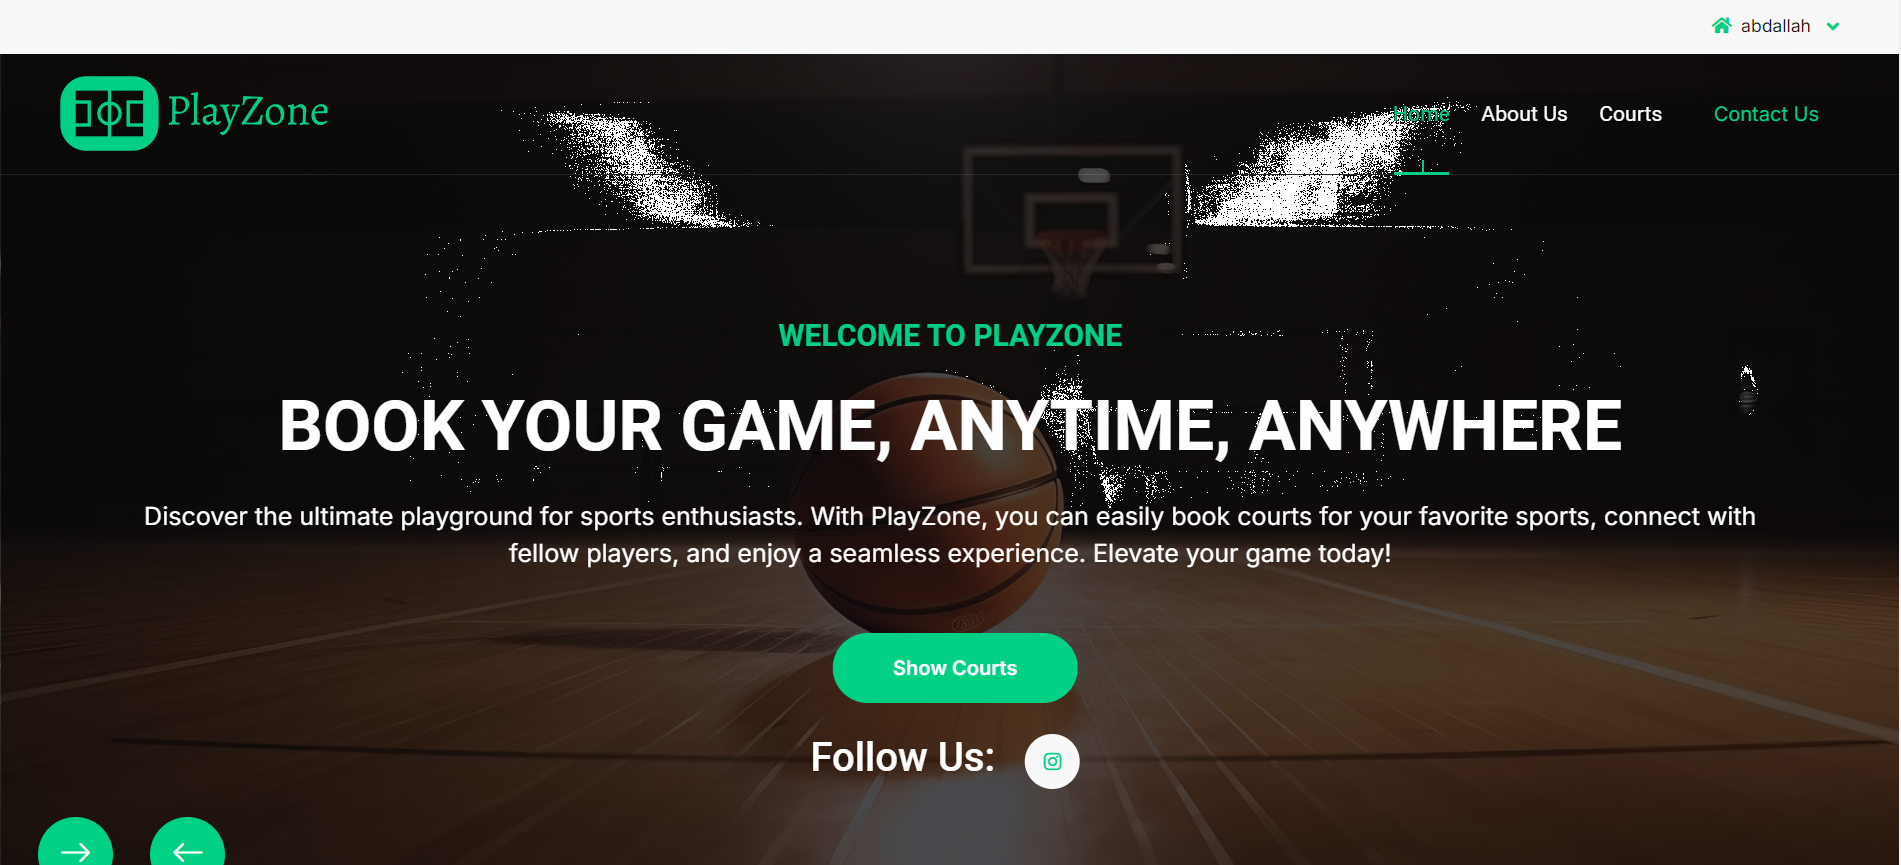 abdallah
PlayZone
Home About Us Courts Contact Us
WELCOME TO PLAYZONE
BOOK YOUR GAME, ANYTIME, ANYWHERE
Discover the ultimate playground for sports enthusiasts. With PlayZone, you can easily book courts for your favorite sports, connect with
fellow players, and enjoy a seamless experience. Elevate your game today!
Show Courts
Follow Us: